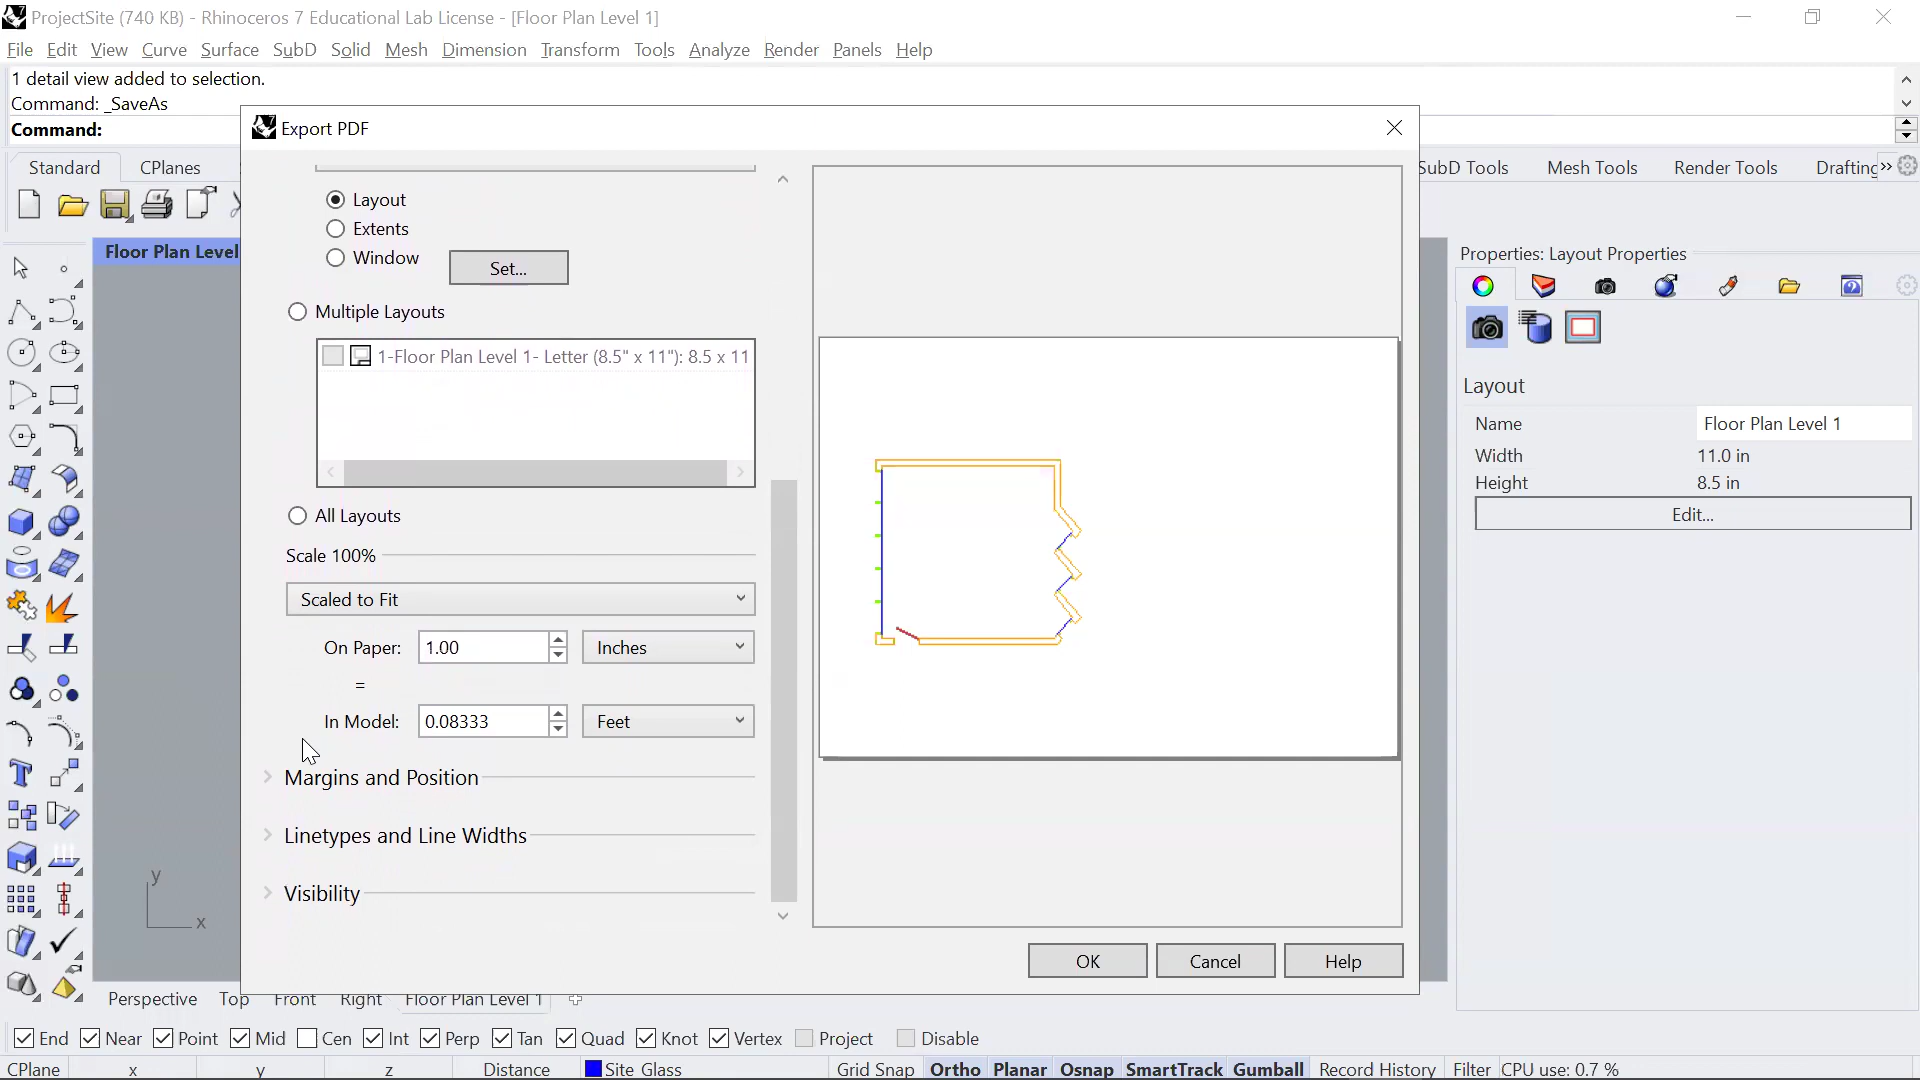 ProjectSite (740 KB) - Rhinoceros 7 Educational Lab License - [Floor Plan Level 1]
File Edit View Curve Surface SubD Solid Mesh Dimension Transform Tools Analyze Render Panels Help
1 detail view added to selection.
Command: _SaveAs
Command:
Export PDF
Standard CPlanes SubD Tools Mesh Tools Render Tools Drafting »
Floor Plan Level
Layout
Extents
Window
Set...
Multiple Layouts
1-Floor Plan Level 1- Letter (8.5" x 11"): 8.5 x 11
All Layouts
Scale 100%
Scaled to Fit
On Paper: 1.00 Inches
=
In Model: 0.08333 Feet
Margins and Position
Linetypes and Line Widths
Visibility
OK Cancel Help
Properties: Layout Properties
Layout
Name Floor Plan Level 1
Width 11.0 in
Height 8.5 in
Edit...
y
x
Perspective Top Front Right Floor Plan Level 1
End Near Point Mid Cen Int Perp Tan Quad Knot Vertex Project Disable
CPlane x y z Distance Site Glass Grid Snap Ortho Planar Osnap SmartTrack Gumball Record History Filter CPU use: 0.7 %